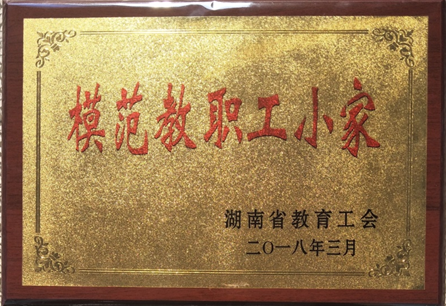 模范教职工小家
湖南省教育工会
二〇一八年三月